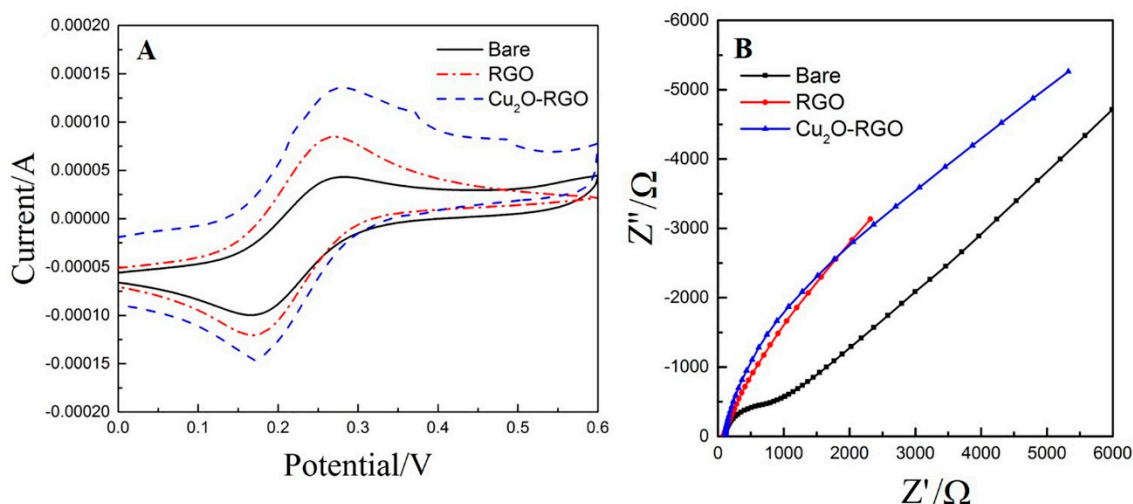 A
Bare
RGO
Cu₂O-RGO
0.00020
0.00015
0.00010
0.00005
0.00000
-0.00005
-0.00010
-0.00015
-0.00020
Current/A
0.0 0.1 0.2 0.3 0.4 0.5 0.6
Potential/V
B
Bare
RGO
Cu₂O-RGO
-6000
-5000
-4000
-3000
-2000
-1000
0
Z''/Ω
0 1000 2000 3000 4000 5000 6000
Z'/Ω